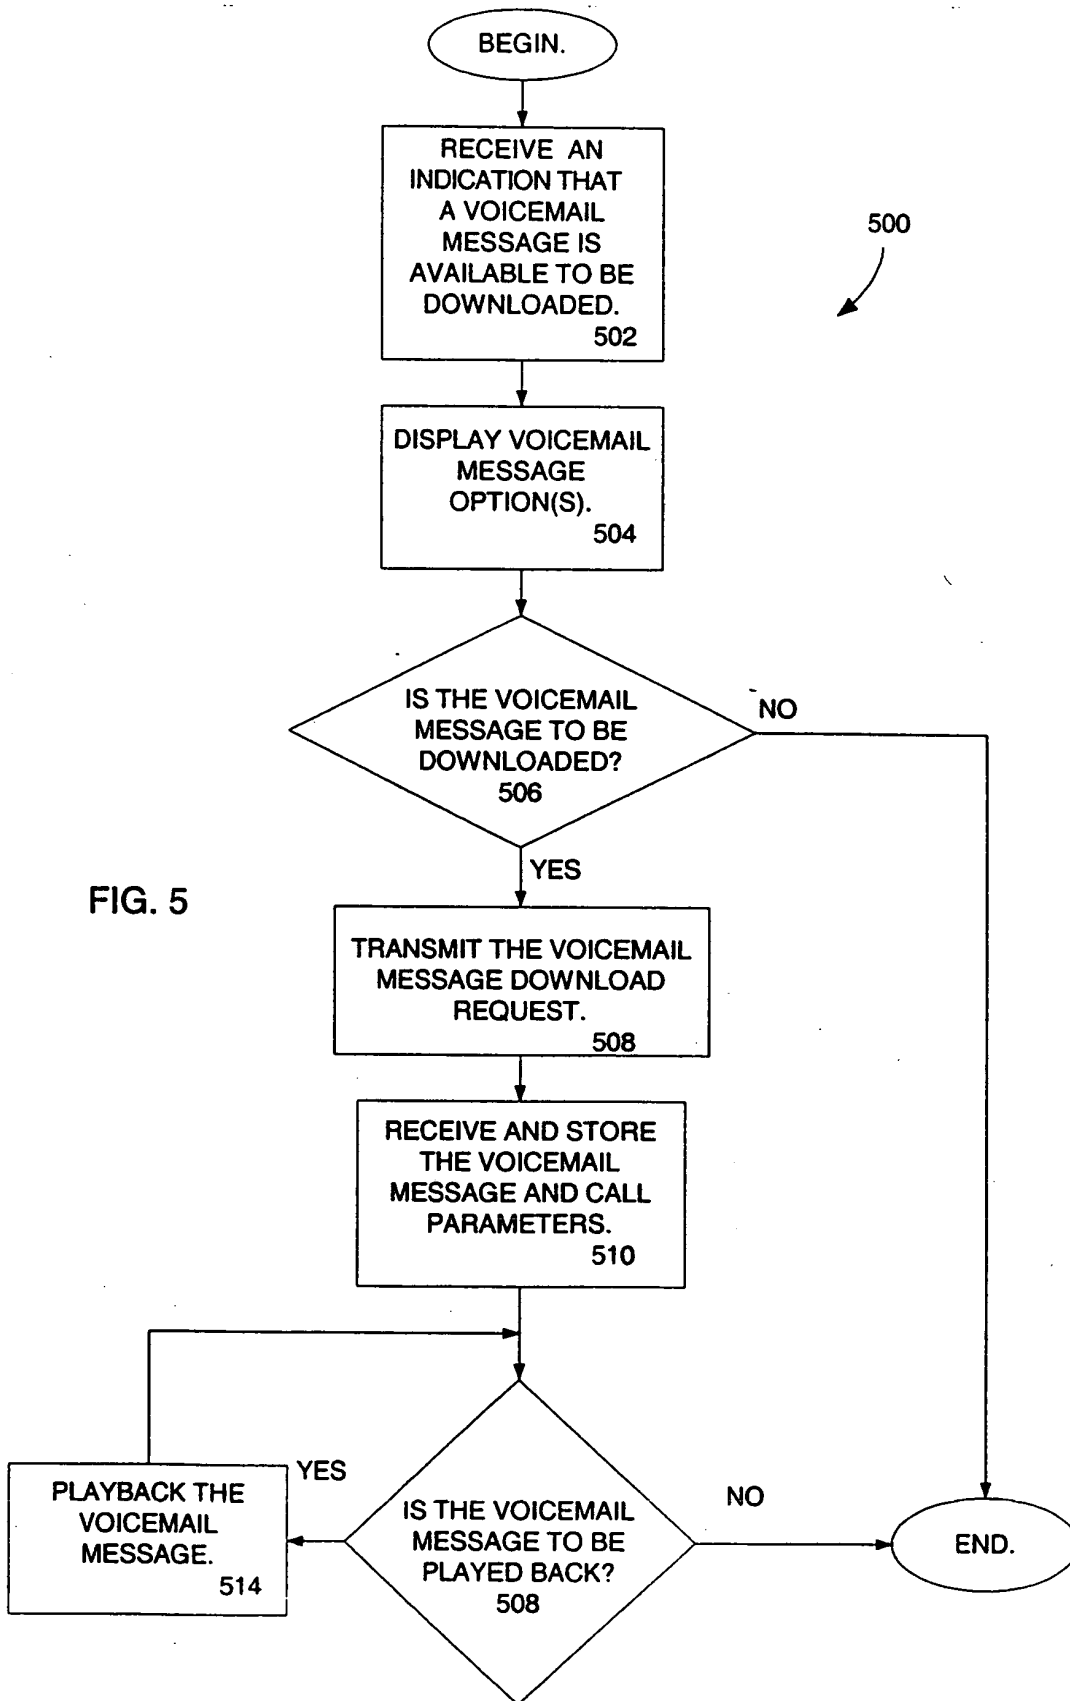 BEGIN.
RECEIVE AN
INDICATION THAT
A VOICEMAIL
MESSAGE IS
AVAILABLE TO BE
DOWNLOADED.
502
500
DISPLAY VOICEMAIL
MESSAGE
OPTION(S).
504
IS THE VOICEMAIL
MESSAGE TO BE
DOWNLOADED?
506
NO
YES
FIG. 5
TRANSMIT THE VOICEMAIL
MESSAGE DOWNLOAD
REQUEST.
508
RECEIVE AND STORE
THE VOICEMAIL
MESSAGE AND CALL
PARAMETERS.
510
YES
PLAYBACK THE
VOICEMAIL
MESSAGE.
514
IS THE VOICEMAIL
MESSAGE TO BE
PLAYED BACK?
508
NO
END.